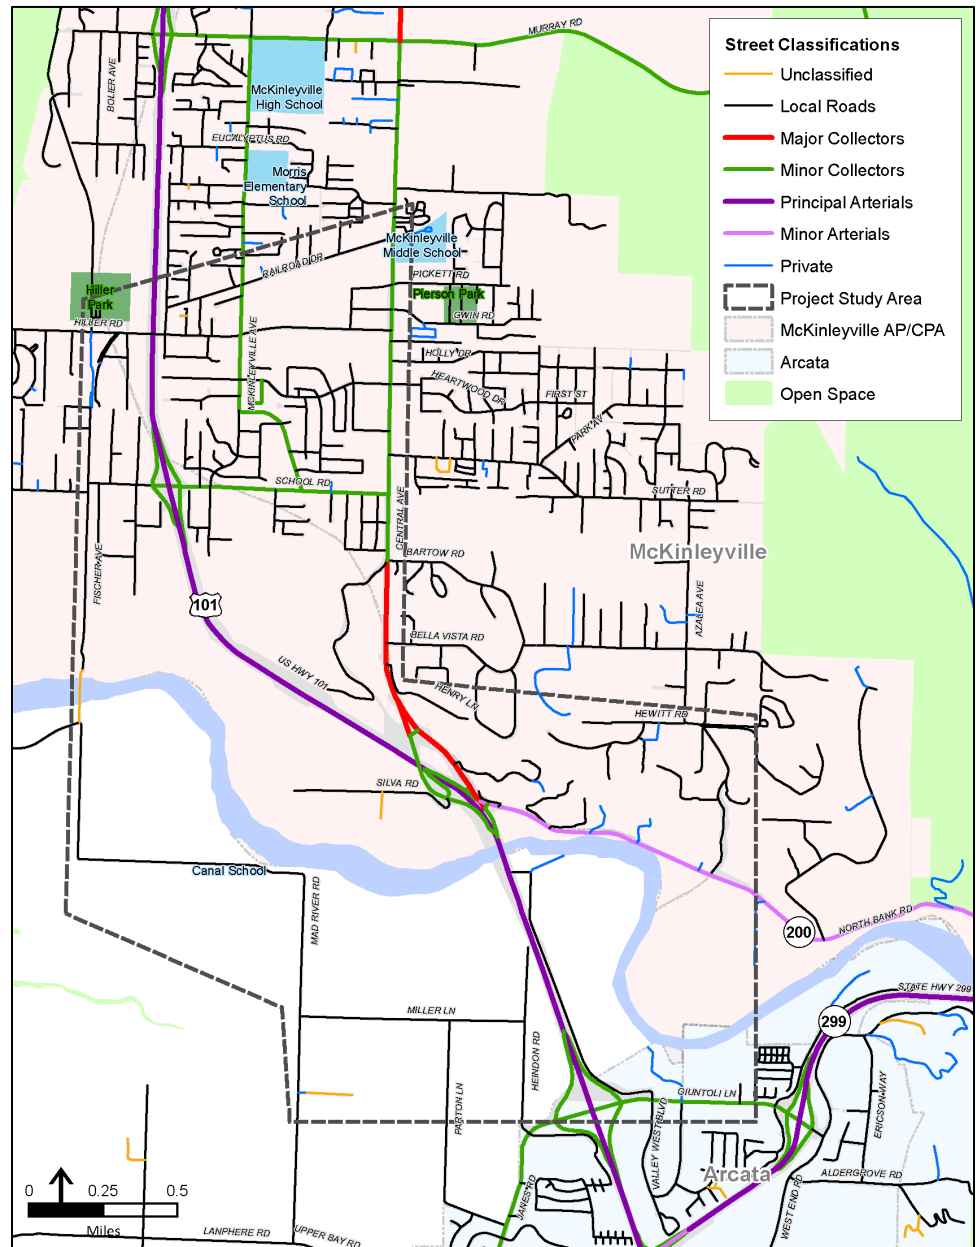 MURRAY RD
Street Classifications
Unclassified
Local Roads
Major Collectors
Minor Collectors
Principal Arterials
Minor Arterials
Private
Project Study Area
McKinleyville AP/CPA
Arcata
Open Space
BOLIER AVE
McKinleyville
High School
EUCALYPTUS RD
Morris
Elementary
School
McKinleyville
Middle School
RAILROAD DR
PICKETT RD
Hiller
Park
Pierson Park
GWIN RD
HILLER RD
MCKINLEYVILLE AVE
HOLLY DR
HEARTWOOD DR
FIRST ST
PARK AV
SCHOOL RD
SUTTER RD
CENTRAL AVE
McKinleyville
BARTOW RD
FISCHER AVE
AZALEA AVE
101
BELLA VISTA RD
US HWY 101
HENRY LN
HEWITT RD
SILVA RD
Canal School
MAD RIVER RD
200
NORTH BANK RD
STATE HWY 299
299
MILLER LN
HEINDON RD
GIUNTOLI LN
PARTON LN
VALLEY WEST BLVD
ERICSON WAY
Arcata
ALDERGROVE RD
JANES RD
WEST END RD
0 0.25 0.5
Miles
LANPHERE RD
UPPER BAY RD